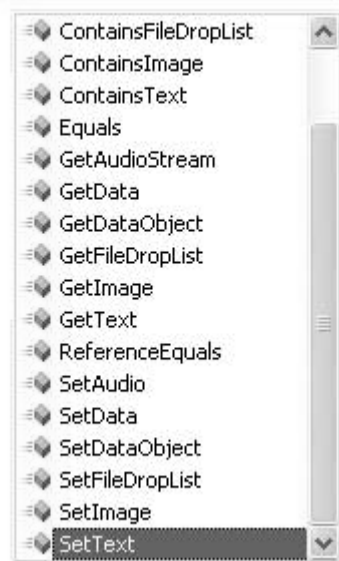 ContainsFileDropList
ContainsImage
ContainsText
Equals
GetAudioStream
GetData
GetDataObject
GetFileDropList
GetImage
GetText
ReferenceEquals
SetAudio
SetData
SetDataObject
SetFileDropList
SetImage
SetText